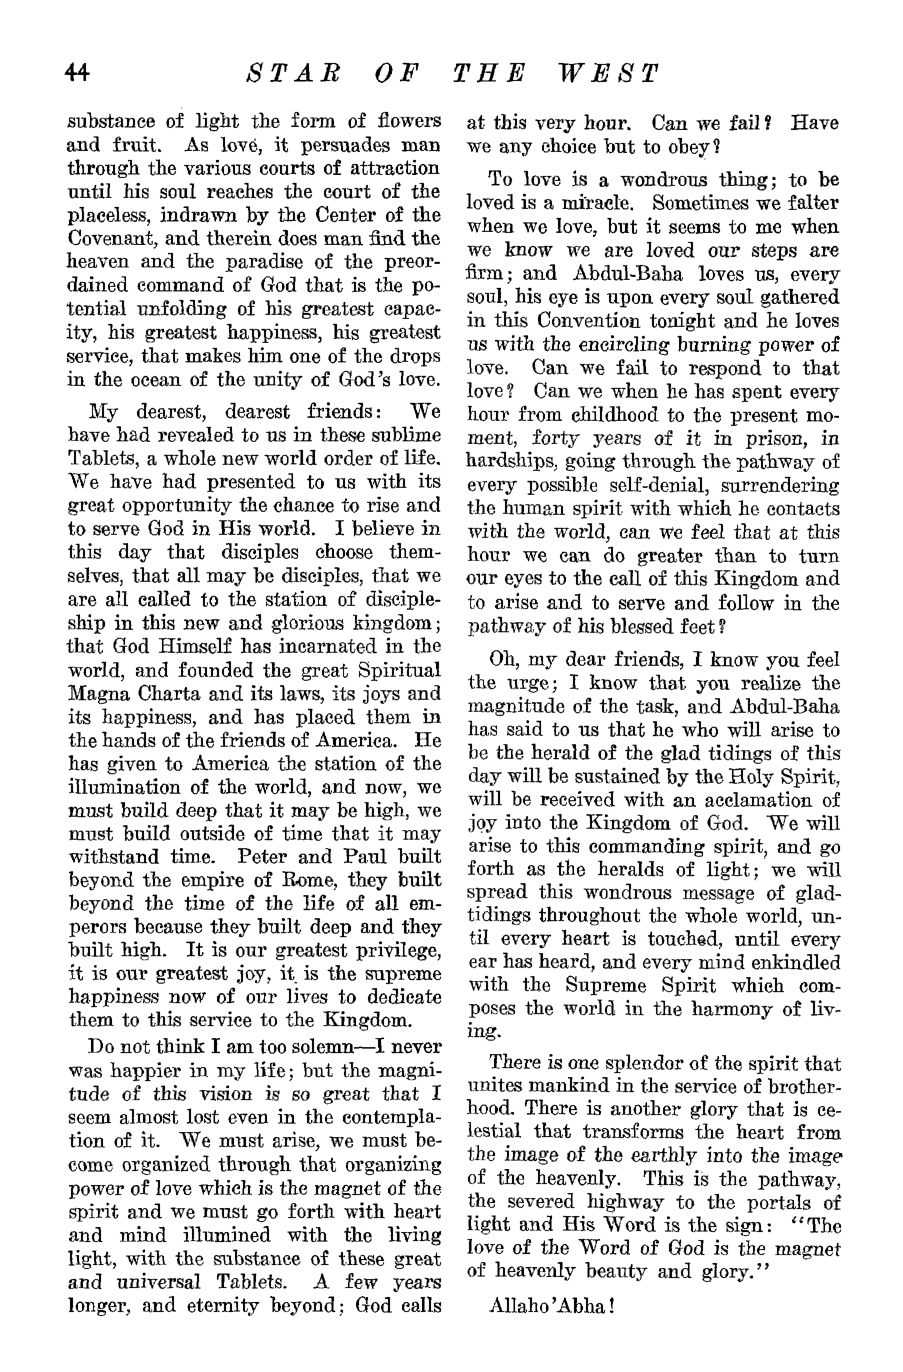 44
STAR OF THE WEST
substance of light the form of flowers
and fruit. As love, it persuades man
through the various courts of attraction
until his soul reaches the court of the
placeless, indrawn by the Center of the
Covenant, and therein does man find the
heaven and the paradise of the preor-
dained command of God that is the po-
tential unfolding of his greatest capac-
ity, his greatest happiness, his greatest
service, that makes him one of the drops
in the ocean of the unity of God's love.
My dearest, dearest friends: We
have had revealed to us in these sublime
Tablets, a whole new world order of life.
We have had presented to us with its
great opportunity the chance to rise and
to serve God in His world. I believe in
this day that disciples choose them-
selves, that all may be disciples, that we
are all called to the station of disciple-
ship in this new and glorious kingdom;
that God Himself has incarnated in the
world, and founded the great Spiritual
Magna Charta and its laws, its joys and
its happiness, and has placed them in
the hands of the friends of America. He
has given to America the station of the
illumination of the world, and now, we
must build deep that it may be high, we
must build outside of time that it may
withstand time. Peter and Paul built
beyond the empire of Rome, they built
beyond the time of the life of all em-
perors because they built deep and they
built high. It is our greatest privilege,
it is our greatest joy, it is the supreme
happiness now of our lives to dedicate
them to this service to the Kingdom.
Do not think I am too solemn—I never
was happier in my life; but the magni-
tude of this vision is so great that I
seem almost lost even in the contempla-
tion of it. We must arise, we must be-
come organized through that organizing
power of love which is the magnet of the
spirit and we must go forth with heart
and mind illumined with the living
light, with the substance of these great
and universal Tablets. A few years
longer, and eternity beyond; God calls
at this very hour. Can we fail? Have
we any choice but to obey?
To love is a wondrous thing; to be
loved is a miracle. Sometimes we falter
when we love, but it seems to me when
we know we are loved our steps are
firm; and Abdul-Baha loves us, every
soul, his eye is upon every soul gathered
in this Convention tonight and he loves
us with the encircling burning power of
love. Can we fail to respond to that
love? Can we when he has spent every
hour from childhood to the present mo-
ment, forty years of it in prison, in
hardships, going through the pathway of
every possible self-denial, surrendering
the human spirit with which he contacts
with the world, can we feel that at this
hour we can do greater than to turn
our eyes to the call of this Kingdom and
to arise and to serve and follow in the
pathway of his blessed feet?
Oh, my dear friends, I know you feel
the urge; I know that you realize the
magnitude of the task, and Abdul-Baha
has said to us that he who will arise to
be the herald of the glad tidings of this
day will be sustained by the Holy Spirit,
will be received with an acclamation of
joy into the Kingdom of God. We will
arise to this commanding spirit, and go
forth as the heralds of light; we will
spread this wondrous message of glad-
tidings throughout the whole world, un-
til every heart is touched, until every
ear has heard, and every mind enkindled
with the Supreme Spirit which com-
poses the world in the harmony of liv-
ing.
There is one splendor of the spirit that
unites mankind in the service of brother-
hood. There is another glory that is ce-
lestial that transforms the heart from
the image of the earthly into the image
of the heavenly. This is the pathway,
the severed highway to the portals of
light and His Word is the sign: "The
love of the Word of God is the magnet
of heavenly beauty and glory."
Allaho'Abha!